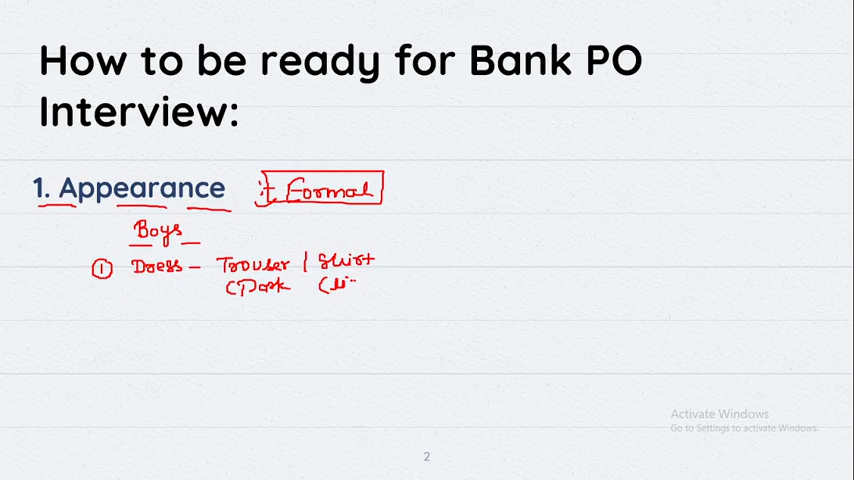 How to be ready for Bank PO
Interview:
1. Appearance Formal
Boys
① Dress – Trouser | Shirt
(Dark
Activate Windows
Go to Settings to activate Windows.
2